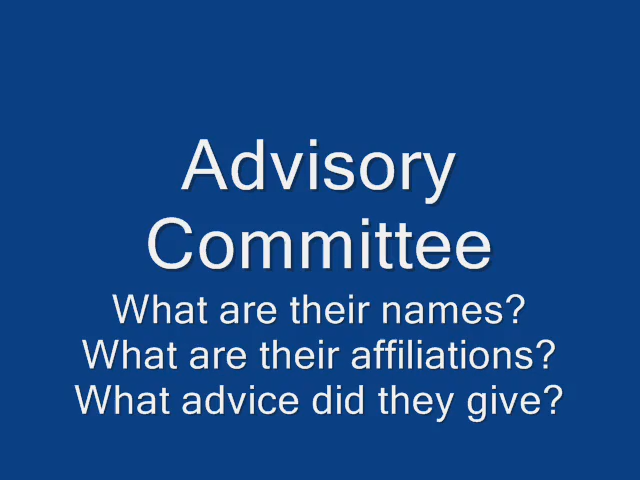 Advisory
Committee
What are their names?
What are their affiliations?
What advice did they give?